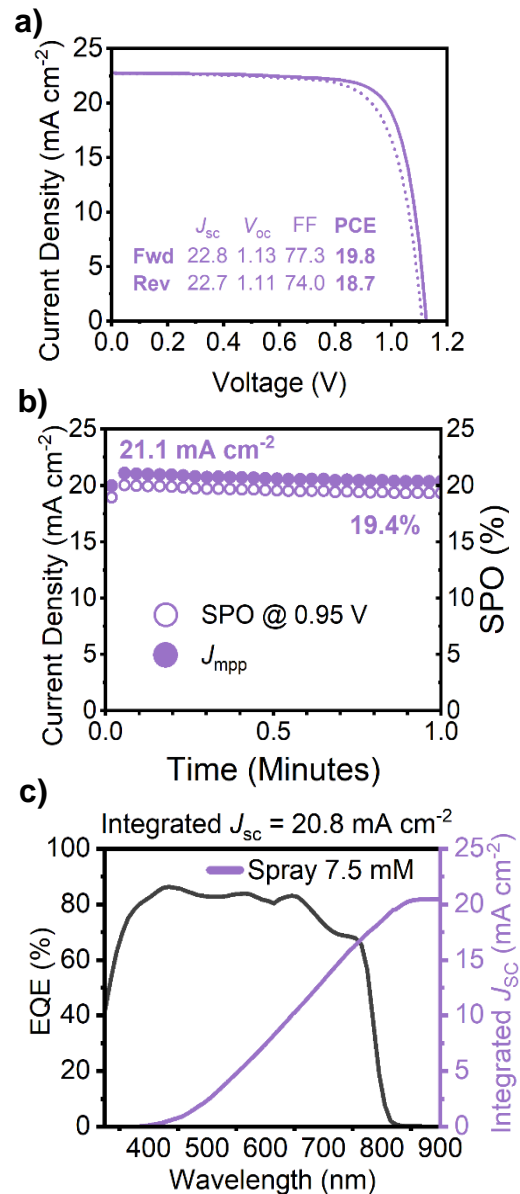 a)
Current Density (mA cm-2)
25
20
15
10
5
0
Jsc Voc FF PCE
Fwd 22.8 1.13 77.3 19.8
Rev 22.7 1.11 74.0 18.7
0.0 0.2 0.4 0.6 0.8 1.0 1.2
Voltage (V)
b)
Current Density (mA cm-2)
25
20
15
10
5
0
21.1 mA cm-2
19.4%
SPO @ 0.95 V
Jmpp
25
20
15
10
5
0
SPO (%)
0.0 0.5 1.0
Time (Minutes)
c)
Integrated Jsc = 20.8 mA cm-2
EQE (%)
100
80
60
40
20
0
Spray 7.5 mM
25
20
15
10
5
0
Integrated JSC (mA cm-2)
400 500 600 700 800 900
Wavelength (nm)